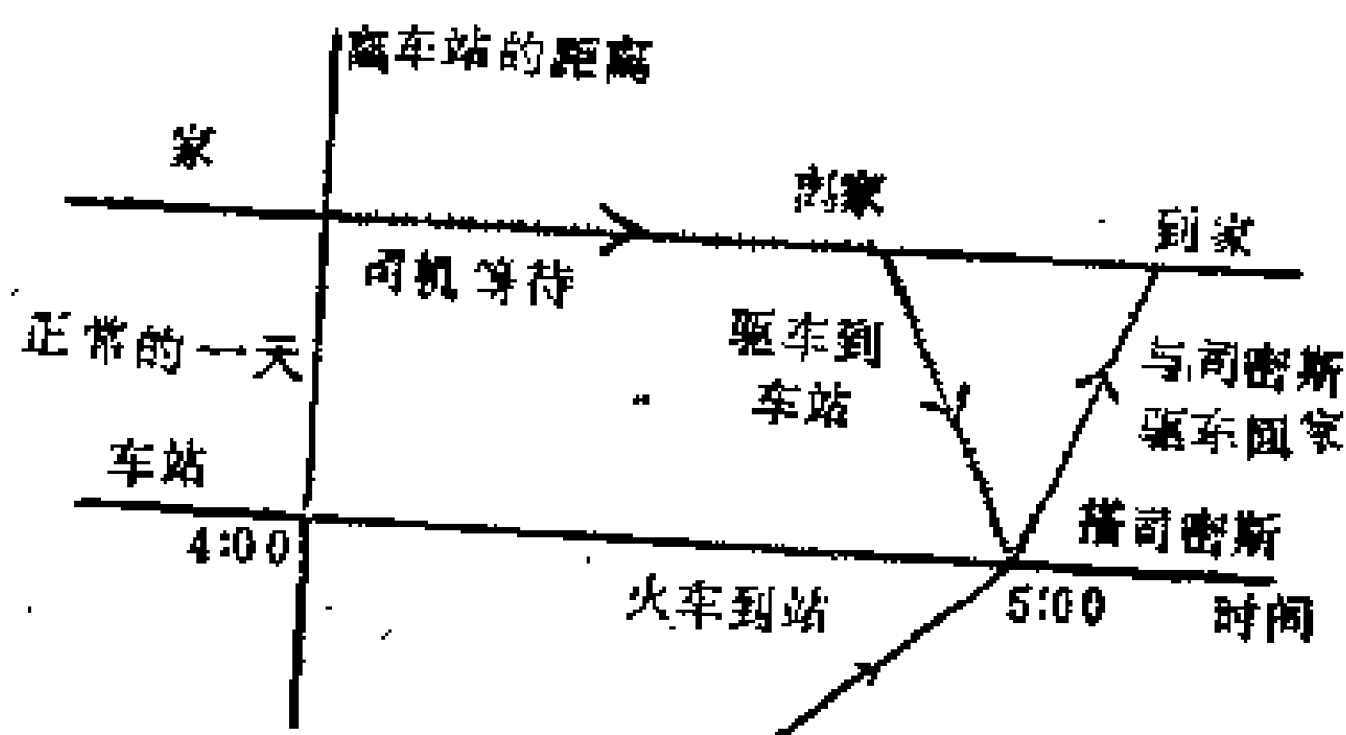 离车站的距离
家
离家
到家
司机等待
正常的一天
驱车到
车站
与司密斯
驱车回家
车站
4:00
搭司密斯
火车到站
5:00
时间